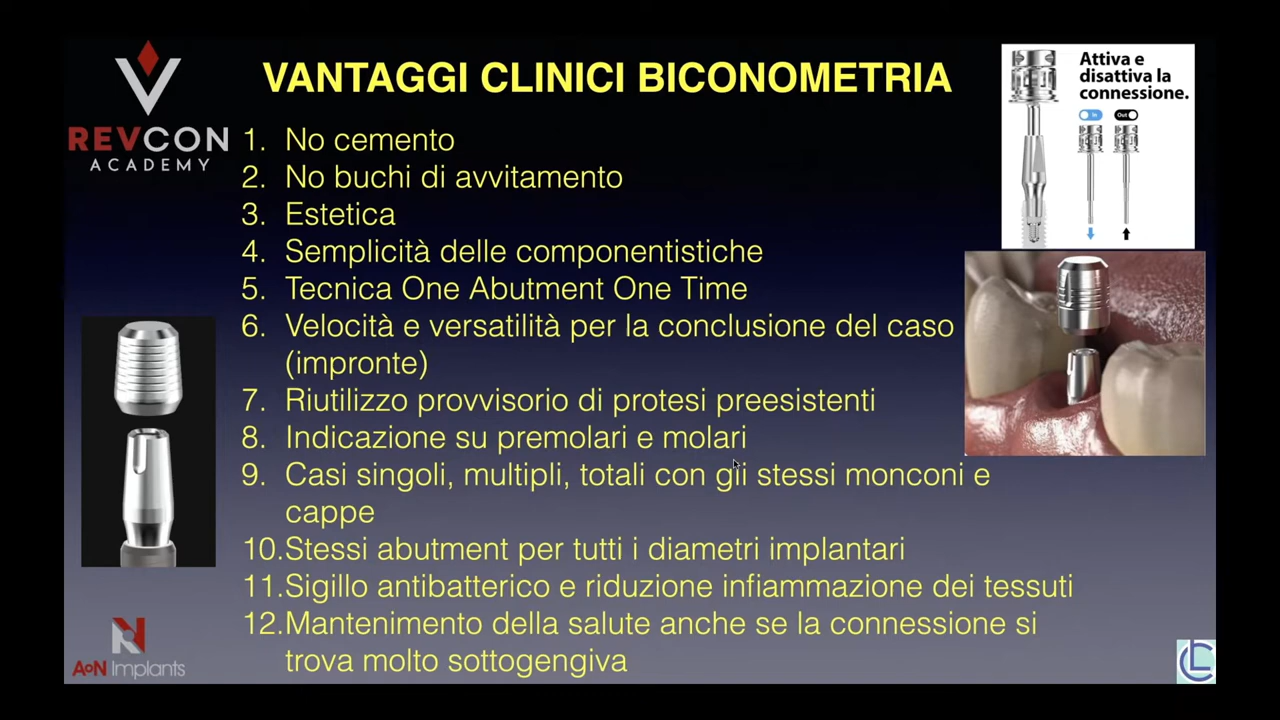 REVCON
ACADEMY
VANTAGGI CLINICI BICONOMETRIA
Attiva e
disattiva la
connessione.
In
Out
1. No cemento
2. No buchi di avvitamento
3. Estetica
4. Semplicità delle componentistiche
5. Tecnica One Abutment One Time
6. Velocità e versatilità per la conclusione del caso
(impronte)
7. Riutilizzo provvisorio di protesi preesistenti
8. Indicazione su premolari e molari
9. Casi singoli, multipli, totali con gli stessi monconi e
cappe
10.Stessi abutment per tutti i diametri implantari
11.Sigillo antibatterico e riduzione infiammazione dei tessuti
12.Mantenimento della salute anche se la connessione si
trova molto sottogengiva
AoN Implants